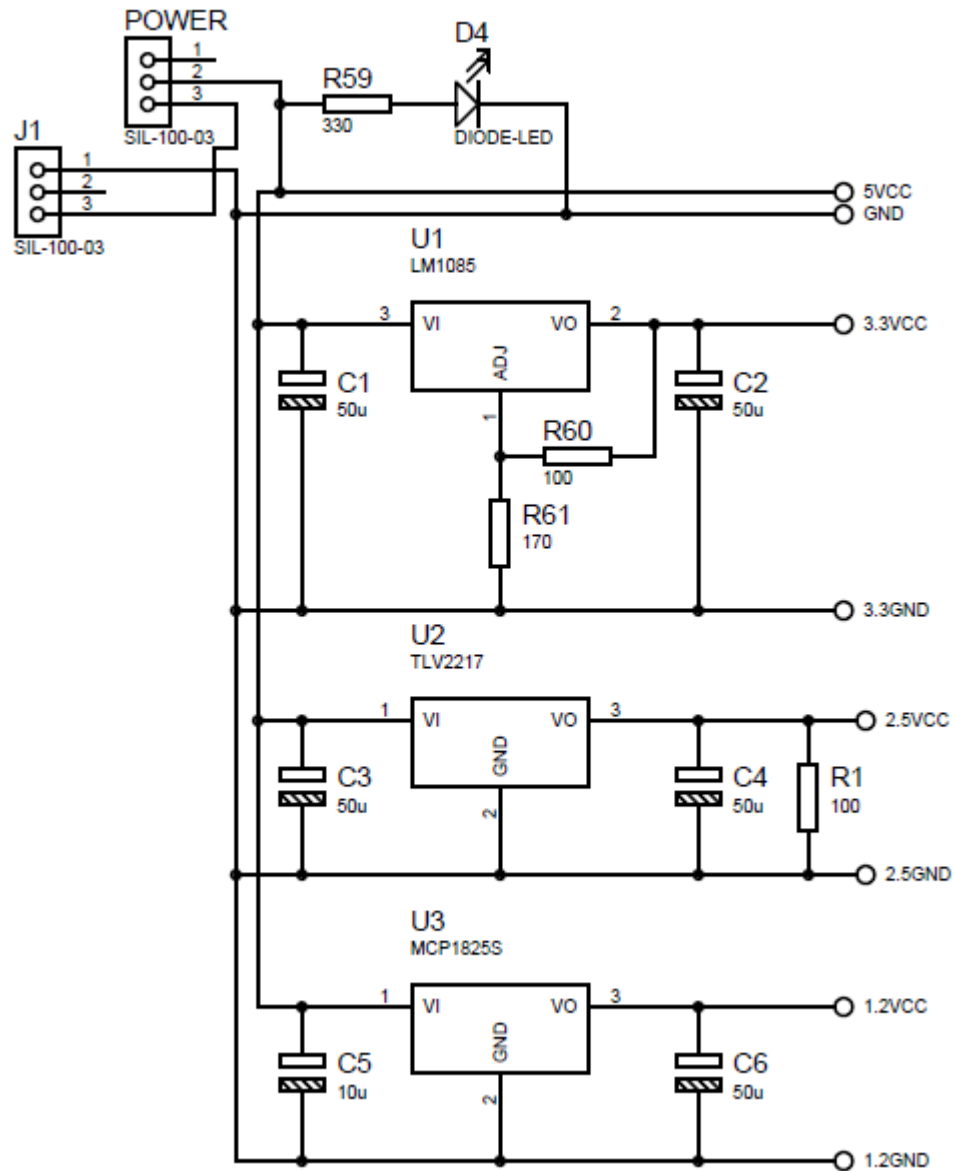 POWER
1
2
3
SIL-100-03
J1
1
2
3
SIL-100-03
R59
330
D4
DIODE-LED
5VCC
GND
U1
LM1085
3 VI VO 2
ADJ
1
3.3VCC
C1
50u
C2
50u
R60
100
R61
170
3.3GND
U2
TLV2217
1 VI VO 3
GND
2
2.5VCC
C3
50u
C4
50u
R1
100
2.5GND
U3
MCP1825S
1 VI VO 3
GND
2
1.2VCC
C5
10u
C6
50u
1.2GND